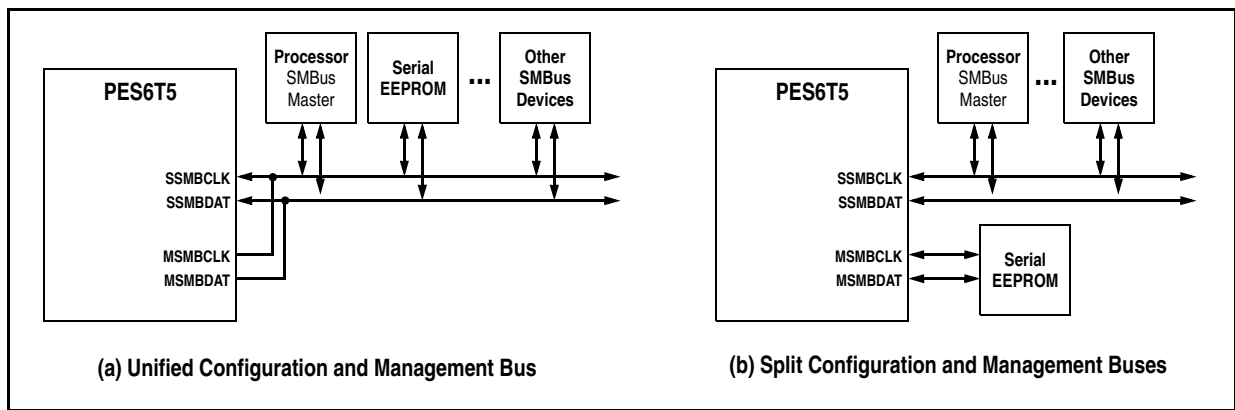 PES6T5
Processor
SMBus
Master
Serial
EEPROM
...
Other
SMBus
Devices
SSMBCLK
SSMBDAT
MSMBCLK
MSMBDAT
(a) Unified Configuration and Management Bus
PES6T5
Processor
SMBus
Master
...
Other
SMBus
Devices
SSMBCLK
SSMBDAT
MSMBCLK
MSMBDAT
Serial
EEPROM
(b) Split Configuration and Management Buses